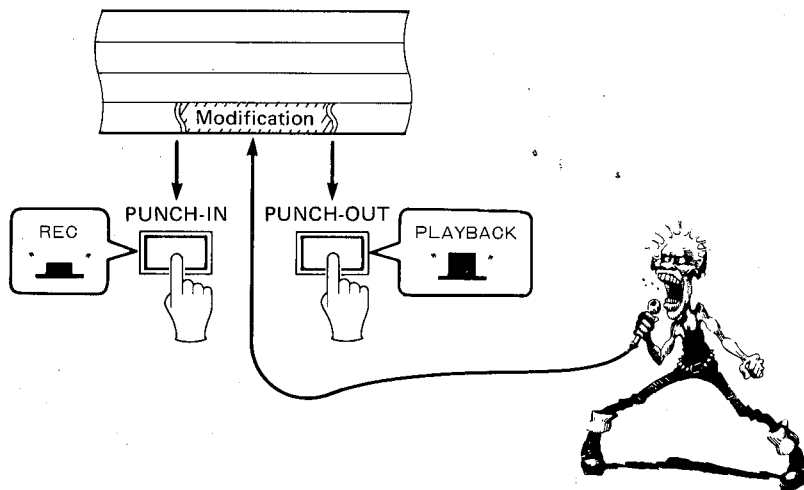 Modification
PUNCH-IN
PUNCH-OUT
REC
PLAYBACK